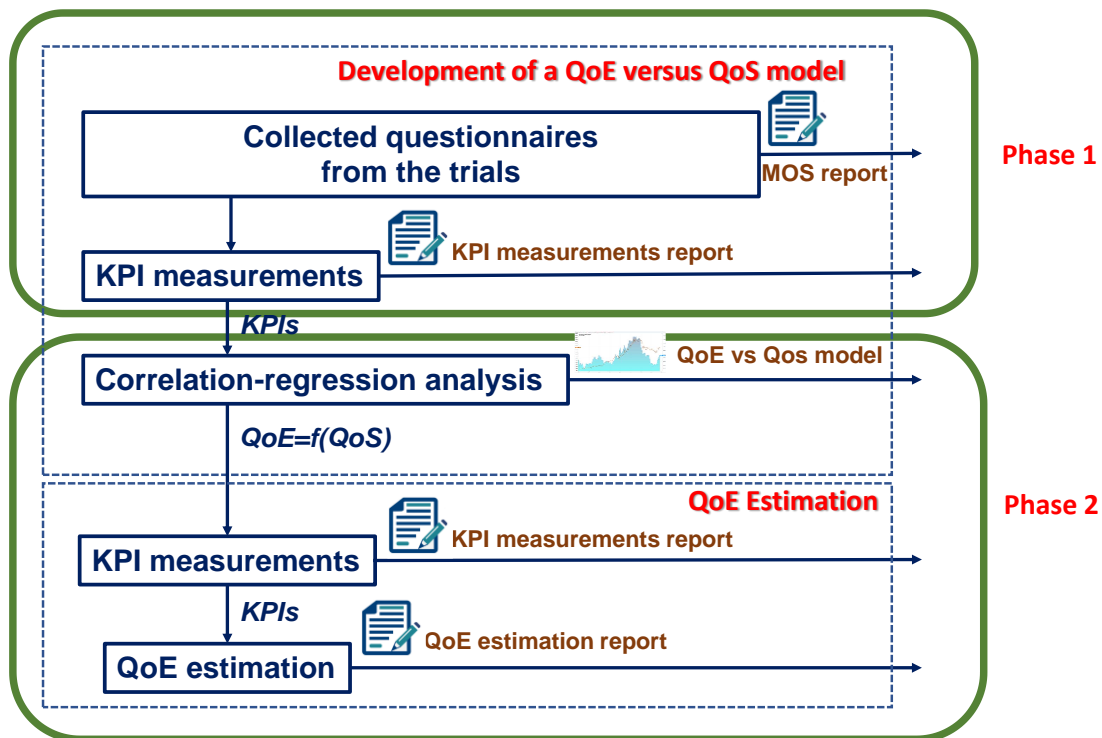 Development of a QoE versus QoS model
Collected questionnaires
from the trials
MOS report
Phase 1
KPI measurements report
KPI measurements
KPIs
QoE vs Qos model
Correlation-regression analysis
QoE=f(QoS)
QoE Estimation
Phase 2
KPI measurements report
KPI measurements
KPIs
QoE estimation report
QoE estimation